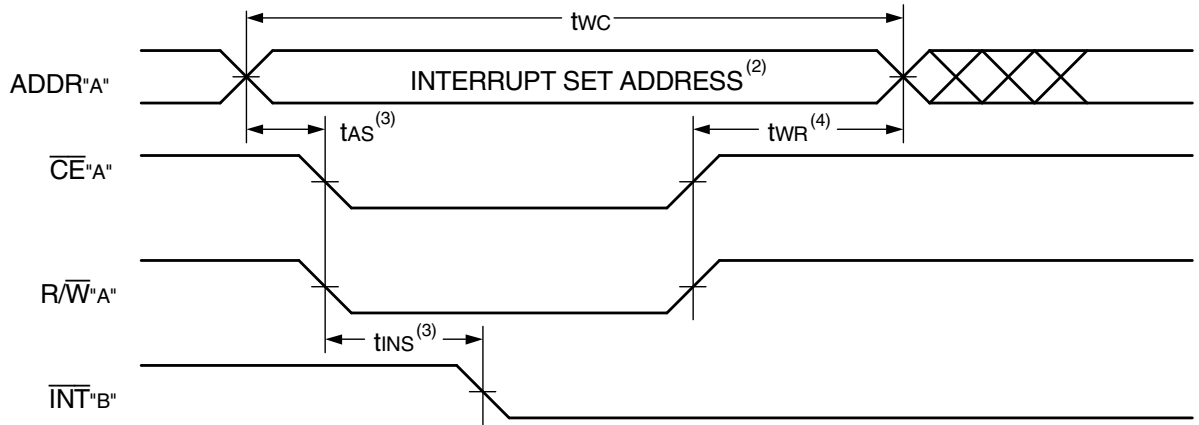 tWC
ADDR"A" INTERRUPT SET ADDRESS(2)
tAS(3) tWR(4)
CE"A"
R/W"A"
tINS(3)
INT"B"